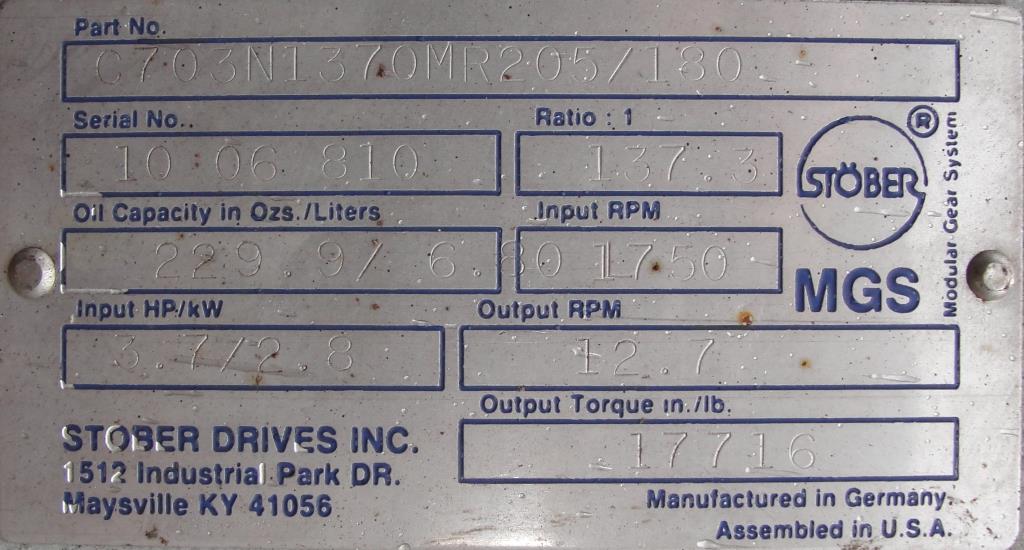 Part No.
C703N1370MR205/180
Serial No..
Ratio : 1
10 06 810
137.3
STÖBER
®
Modular Gear System
Oil Capacity in Ozs./Liters
Input RPM
229.9/ 6.80
1750
MGS
Input HP/kW
Output RPM
3.7/2.8
12.7
Output Torque in./lb.
17716
STOBER DRIVES INC.
1512 Industrial Park DR.
Maysville KY 41056
Manufactured in Germany.
Assembled in U.S.A.